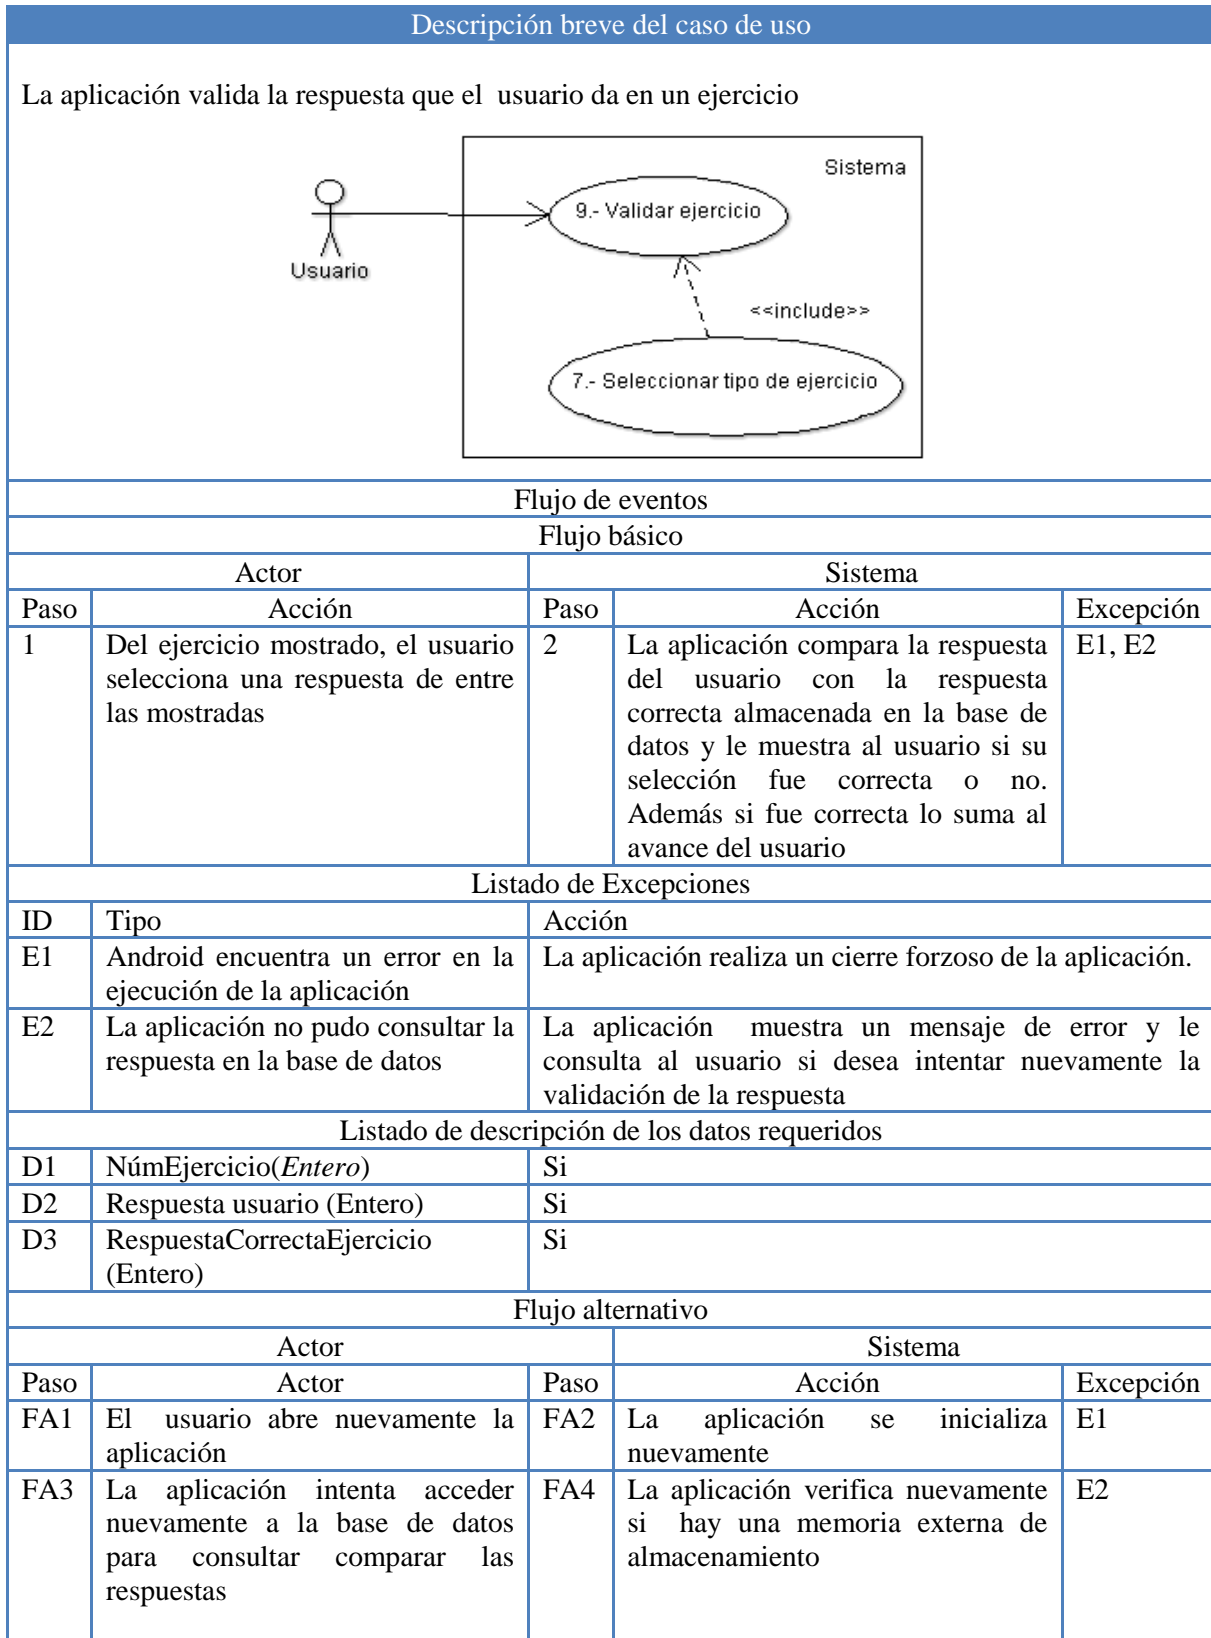 Descripción breve del caso de uso
La aplicación valida la respuesta que el usuario da en un ejercicio
Sistema
9.- Validar ejercicio
Usuario
<<include>>
7.- Seleccionar tipo de ejercicio
Flujo de eventos
Flujo básico
Actor
Sistema
Paso
Acción
Paso
Acción
Excepción
1
Del ejercicio mostrado, el usuario
selecciona una respuesta de entre
las mostradas
2
La aplicación compara la respuesta
del usuario con la respuesta
correcta almacenada en la base de
datos y le muestra al usuario si su
selección fue correcta o no.
Además si fue correcta lo suma al
avance del usuario
E1, E2
Listado de Excepciones
ID
Tipo
Acción
E1
Android encuentra un error en la
ejecución de la aplicación
La aplicación realiza un cierre forzoso de la aplicación.
E2
La aplicación no pudo consultar la
respuesta en la base de datos
La aplicación muestra un mensaje de error y le
consulta al usuario si desea intentar nuevamente la
validación de la respuesta
Listado de descripción de los datos requeridos
D1
NúmEjercicio(Entero)
Si
D2
Respuesta usuario (Entero)
Si
D3
RespuestaCorrectaEjercicio
(Entero)
Si
Flujo alternativo
Actor
Sistema
Paso
Actor
Paso
Acción
Excepción
FA1
El usuario abre nuevamente la
aplicación
FA2
La aplicación se inicializa
nuevamente
E1
FA3
La aplicación intenta acceder
nuevamente a la base de datos
para consultar comparar las
respuestas
FA4
La aplicación verifica nuevamente
si hay una memoria externa de
almacenamiento
E2